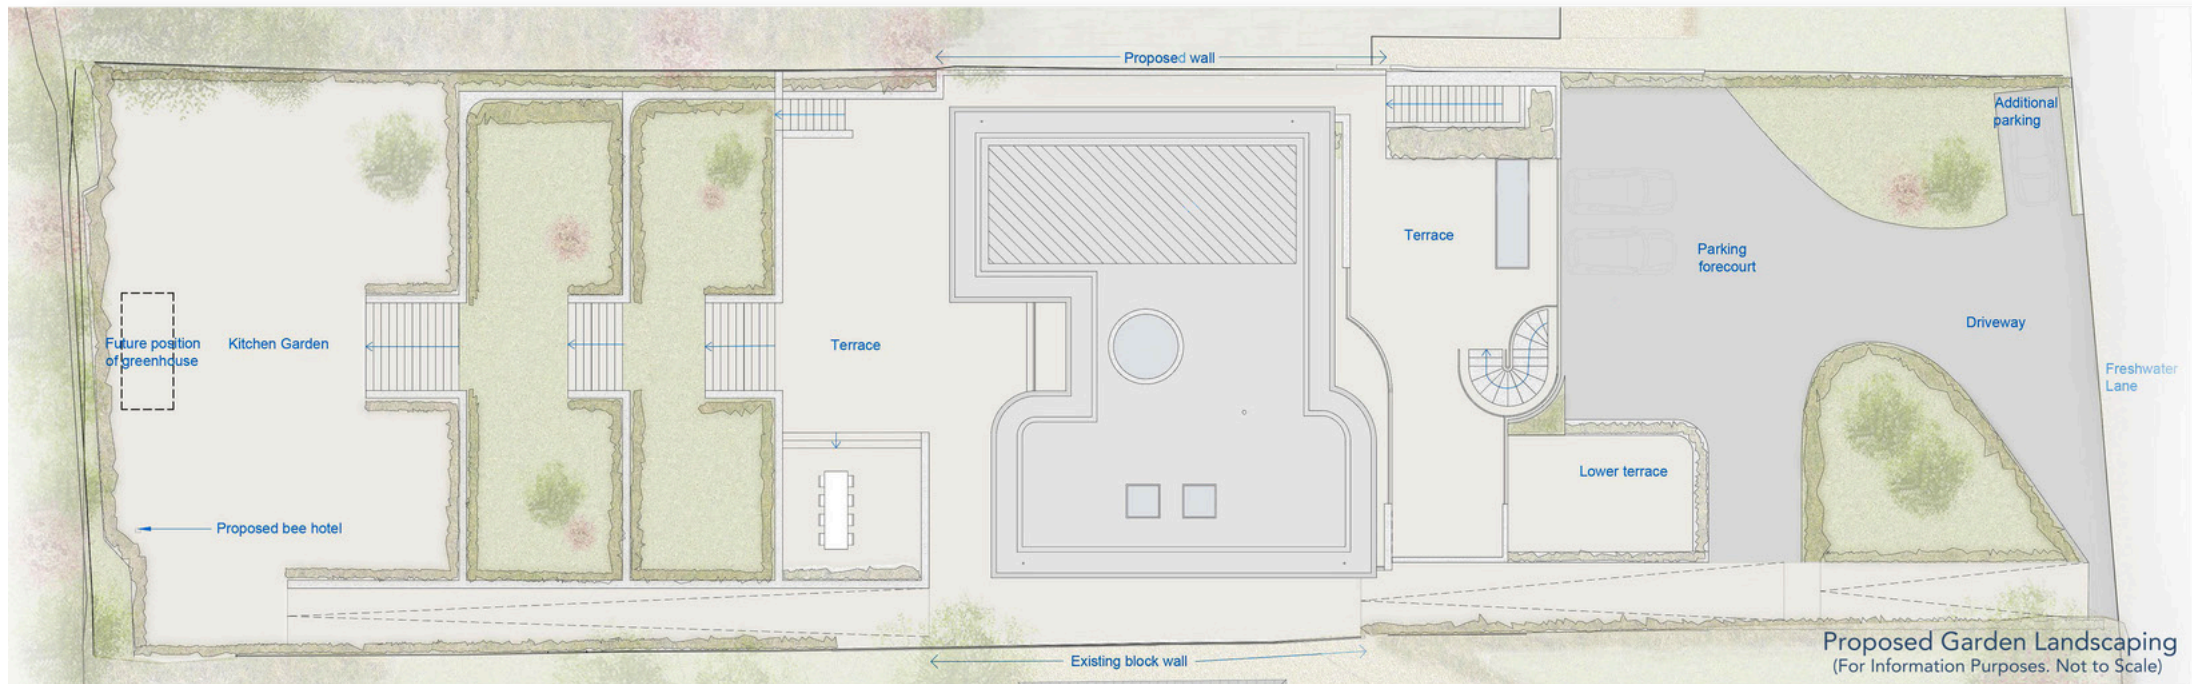 Proposed wall
Additional
parking
Terrace
Parking
forecourt
Driveway
Future position
of greenhouse
Kitchen Garden
Terrace
Freshwater
Lane
Lower terrace
Proposed bee hotel
Existing block wall
Proposed Garden Landscaping
(For Information Purposes. Not to Scale)